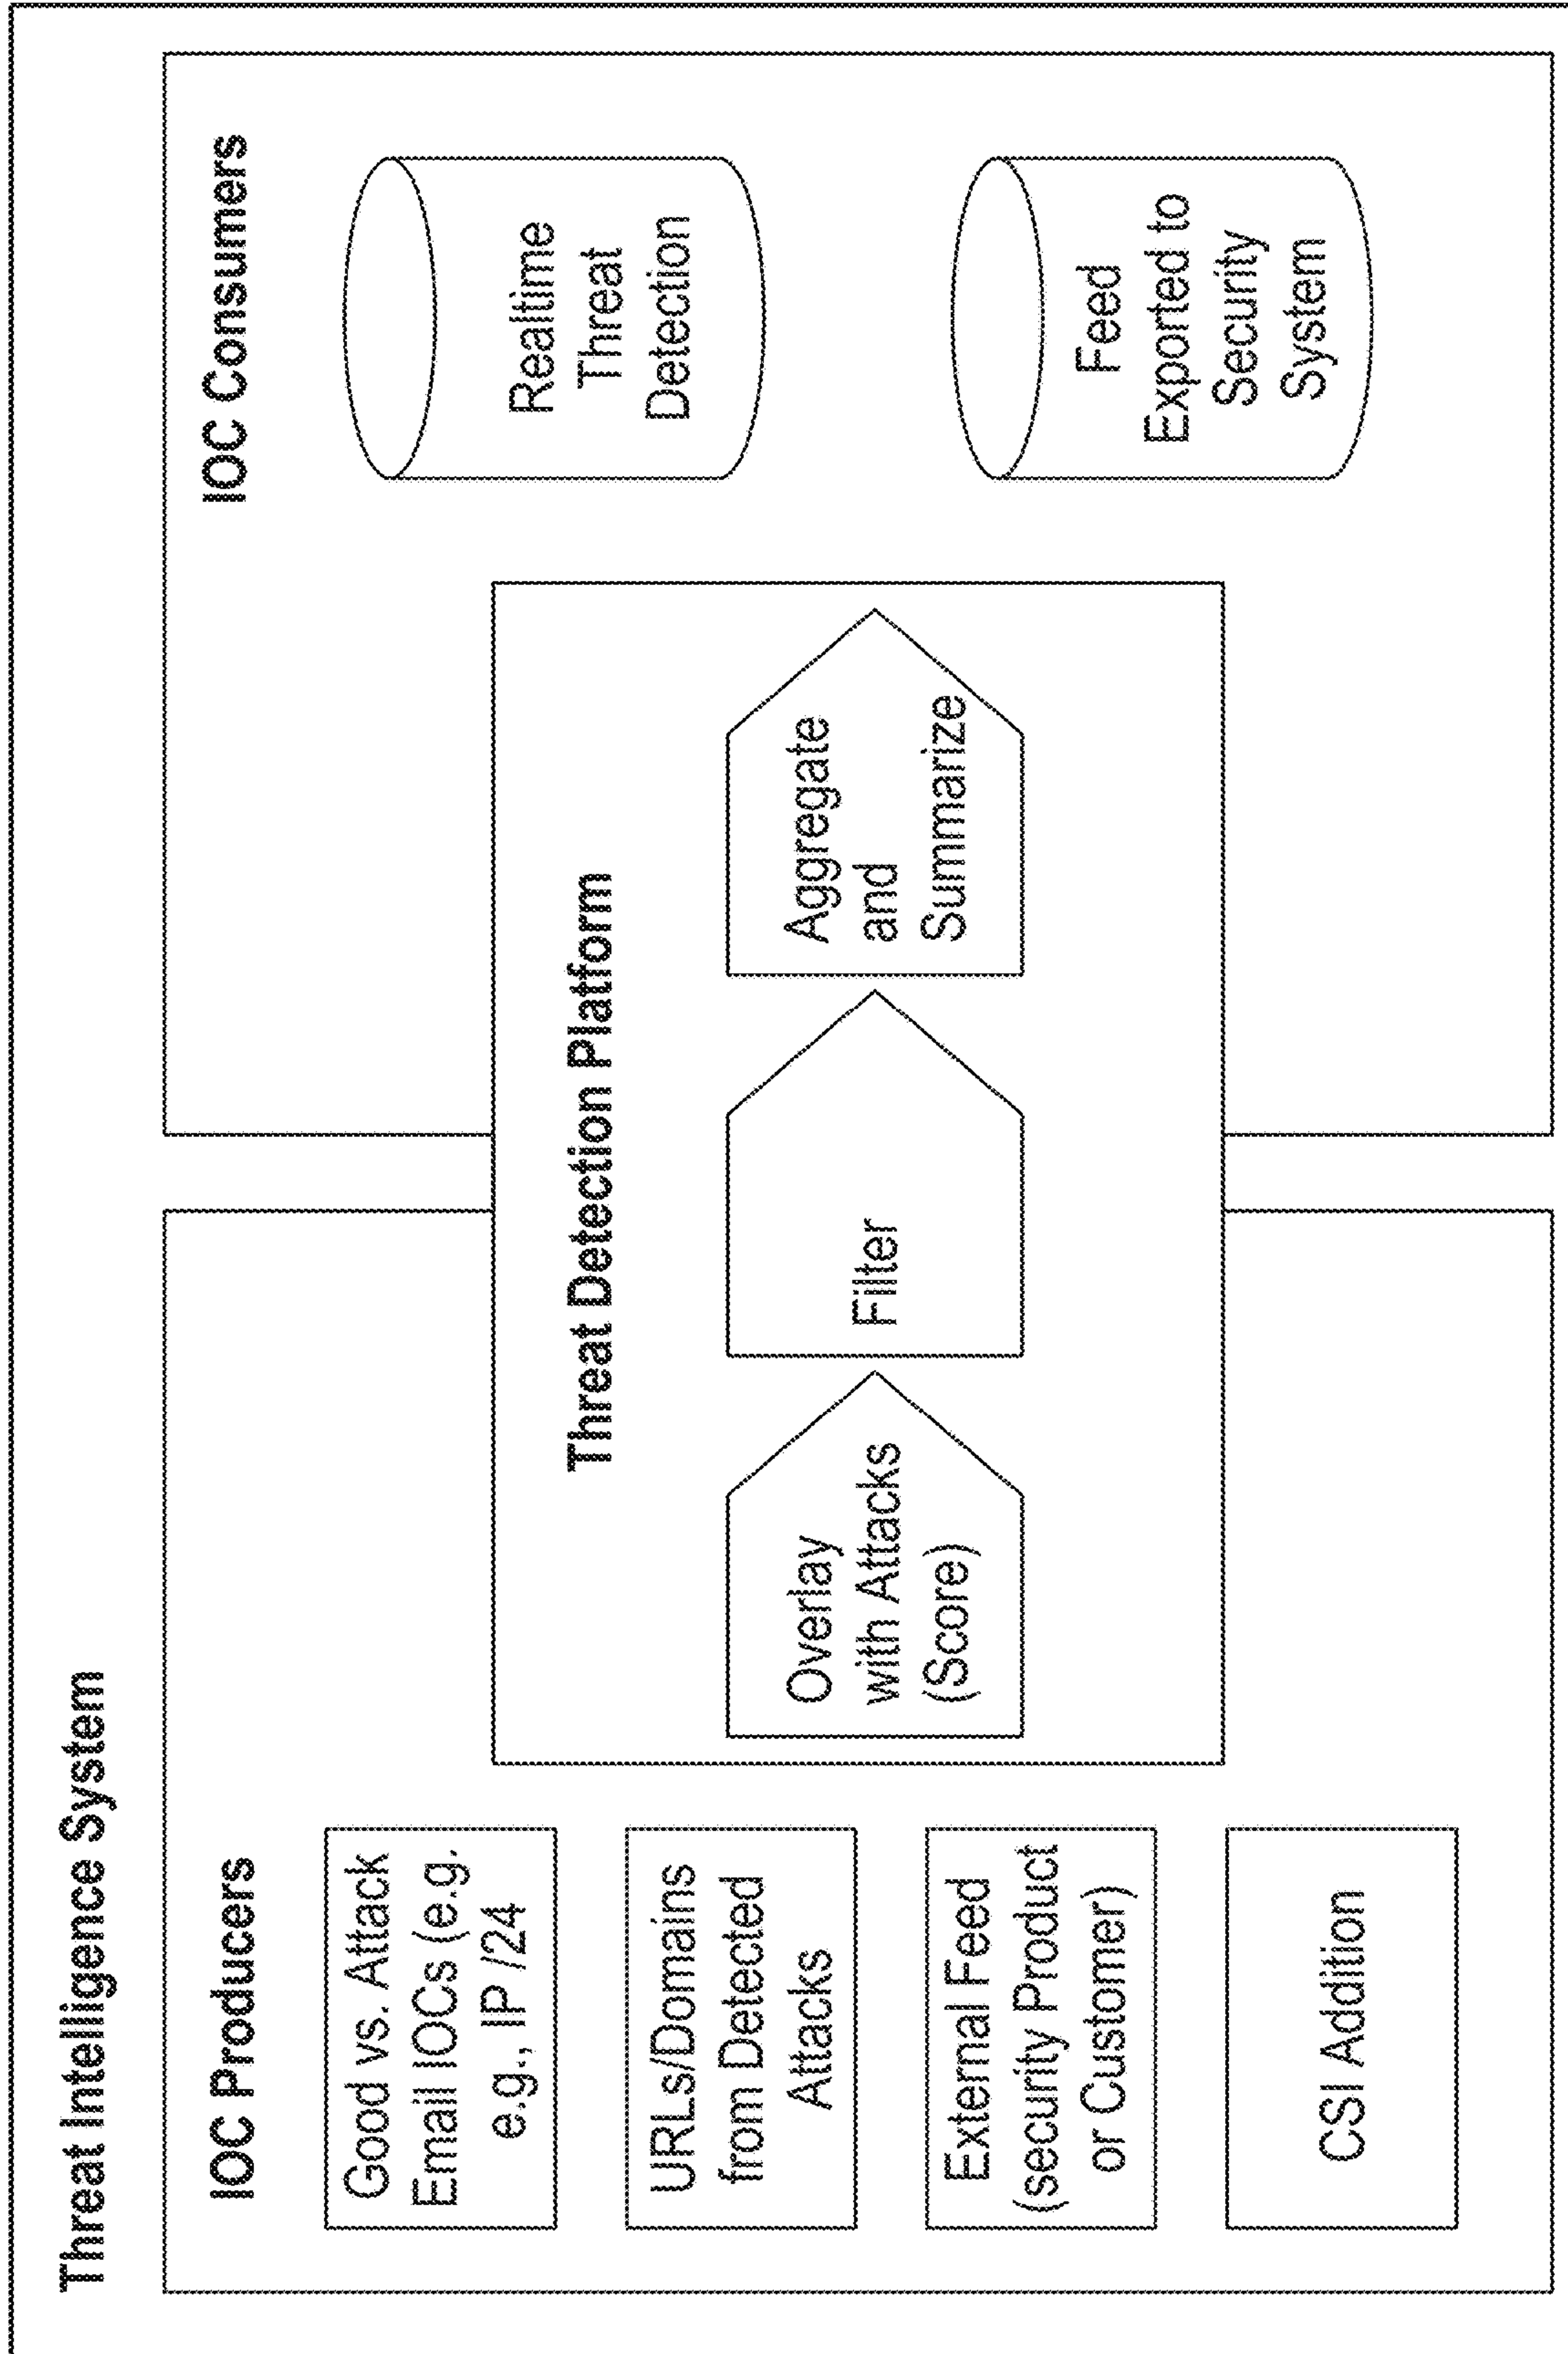 Threat Intelligence System
IOC Producers
Good vs. Attack
Email IOCs (e.g.
e.g., IP /24
URLs/Domains
from Detected
Attacks
External Feed
(security Product
or Customer)
CSI Addition
Threat Detection Platform
Overlay
with Attacks
(Score)
Filter
Aggregate
and
Summarize
IOC Consumers
Realtime
Threat
Detection
Feed
Exported to
Security
System